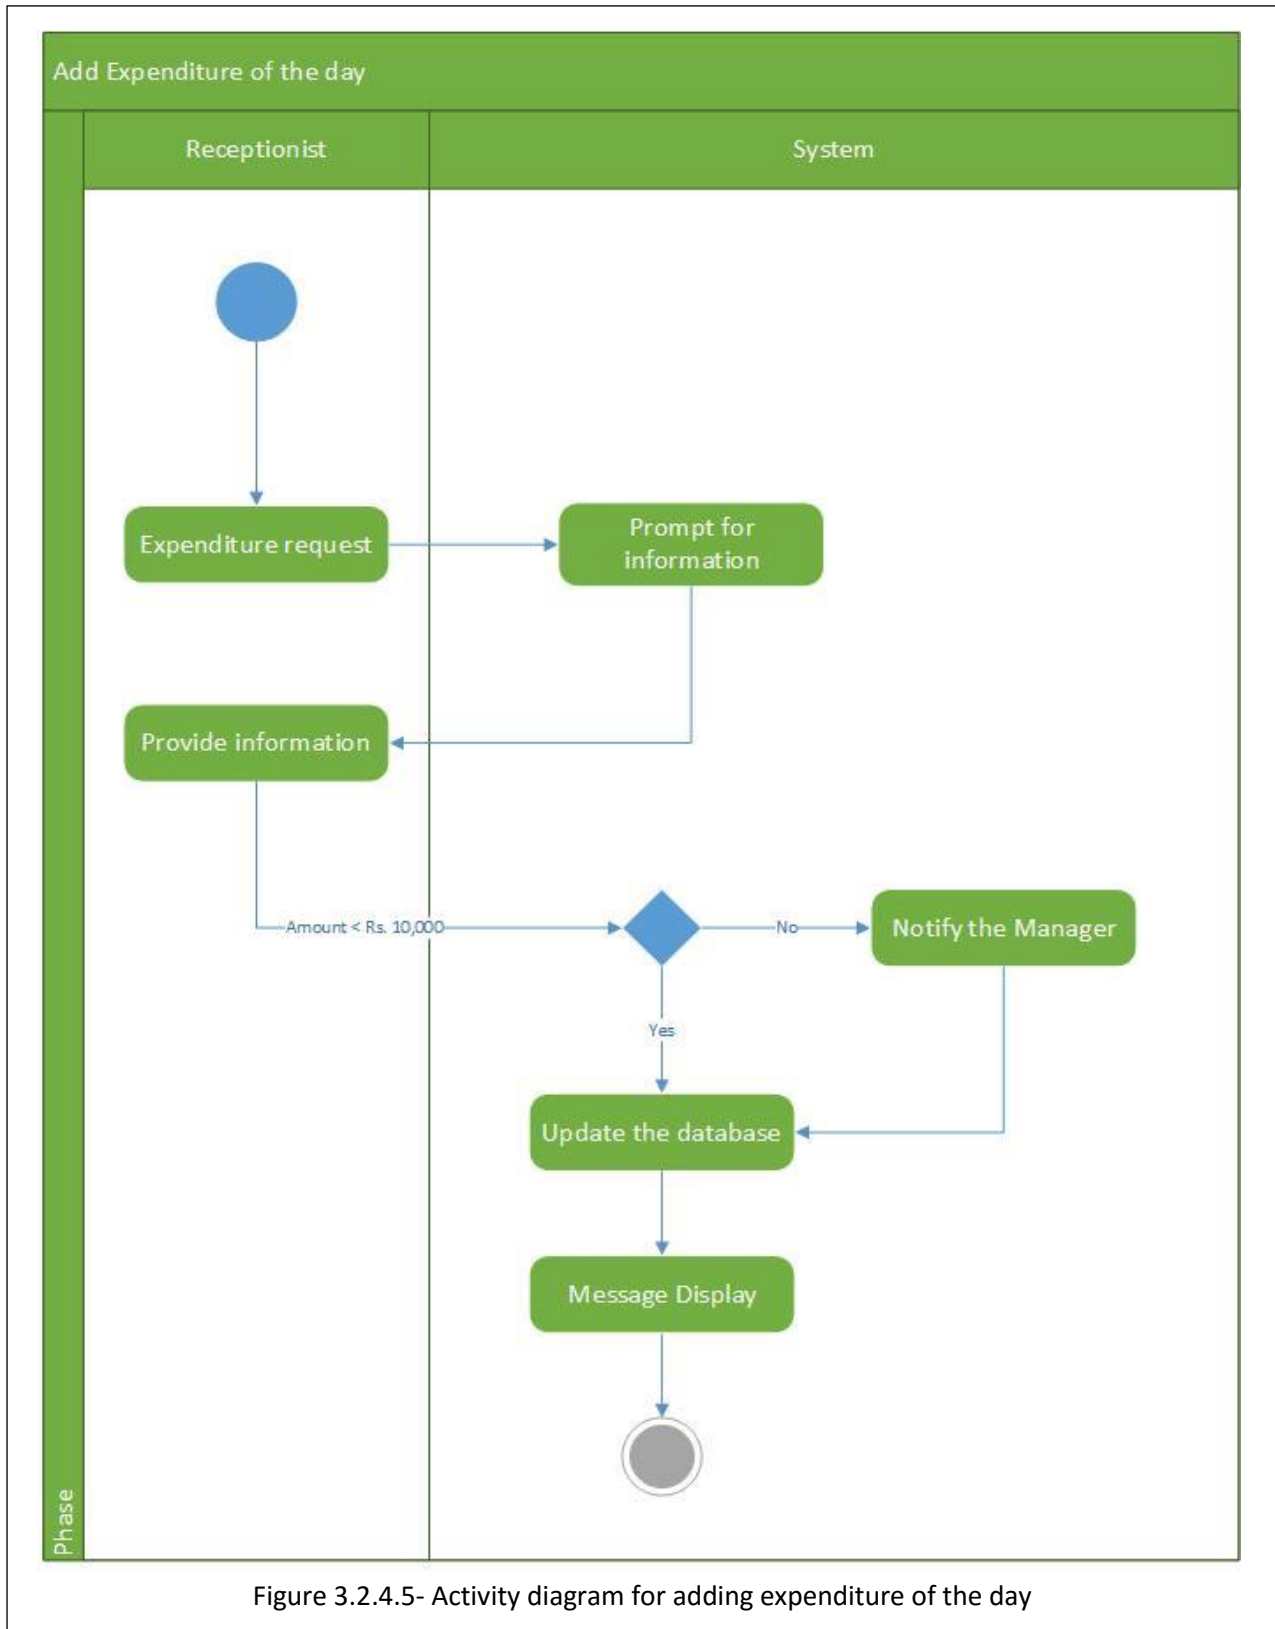 Add Expenditure of the day
Receptionist
System
Expenditure request
Prompt for
information
Provide information
Amount < Rs. 10,000
No
Notify the Manager
Yes
Update the database
Message Display
Phase
Figure 3.2.4.5- Activity diagram for adding expenditure of the day